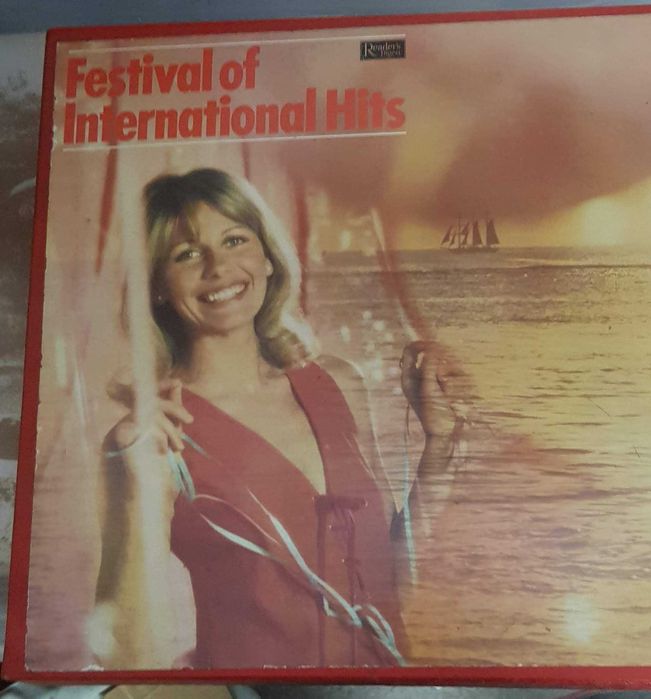 Festival of
International Hits
Reader's
Digest